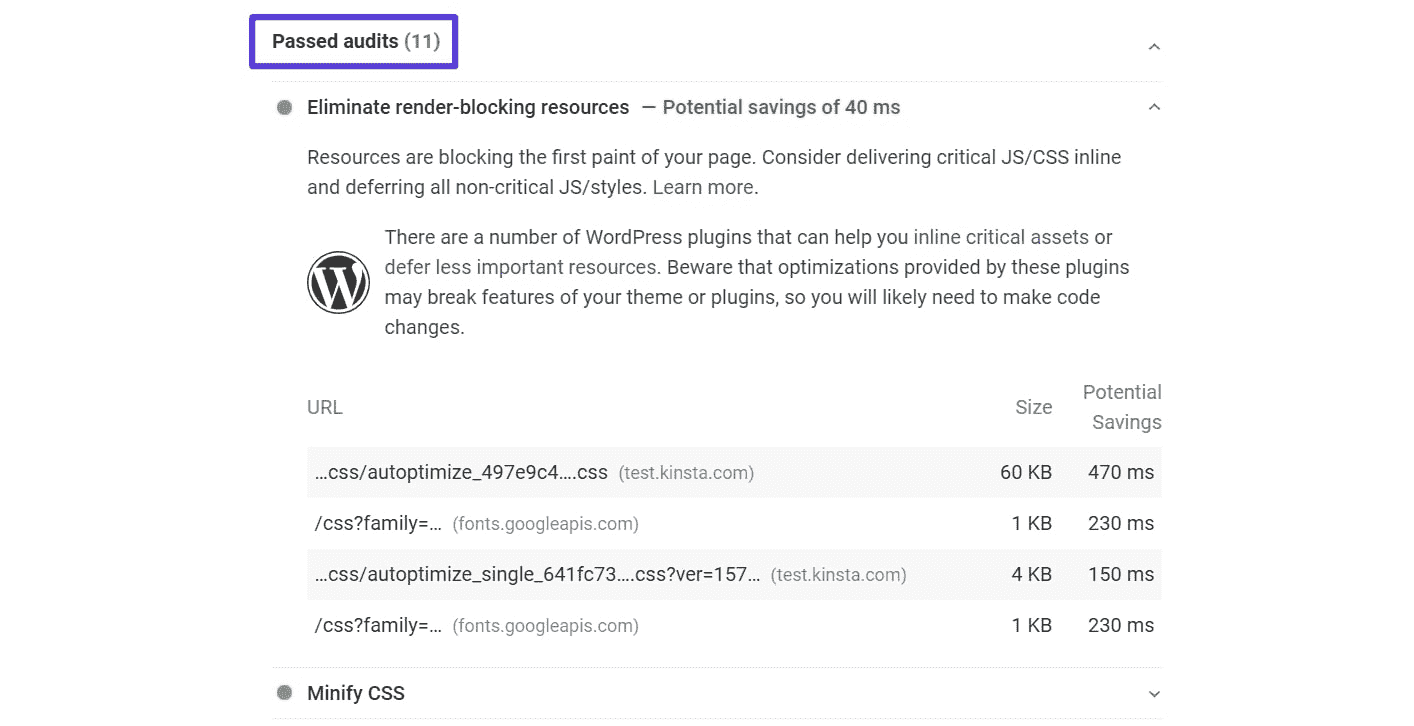 Passed audits (11)
Eliminate render-blocking resources — Potential savings of 40 ms
Resources are blocking the first paint of your page. Consider delivering critical JS/CSS inline
and deferring all non-critical JS/styles. Learn more.
There are a number of WordPress plugins that can help you inline critical assets or
defer less important resources. Beware that optimizations provided by these plugins
may break features of your theme or plugins, so you will likely need to make code
changes.
URL Size Potential
Savings
...css/autoptimize_497e9c4....css (test.kinsta.com) 60 KB 470 ms
/css?family=... (fonts.googleapis.com) 1 KB 230 ms
...css/autoptimize_single_641fc73....css?ver=157... (test.kinsta.com) 4 KB 150 ms
/css?family=... (fonts.googleapis.com) 1 KB 230 ms
Minify CSS